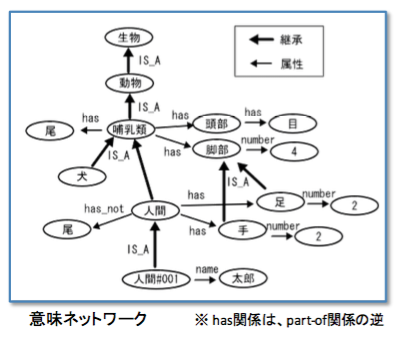 生物
継承
属性
IS_A
動物
IS_A
尾
has
哺乳類
has
頭部
has
目
has
脚部
number
4
IS_A
犬
IS_A
has_not
人間
has
足
number
2
尾
has
手
number
2
IS_A
人間#001
name
太郎
意味ネットワーク
※ has関係は、part-of関係の逆